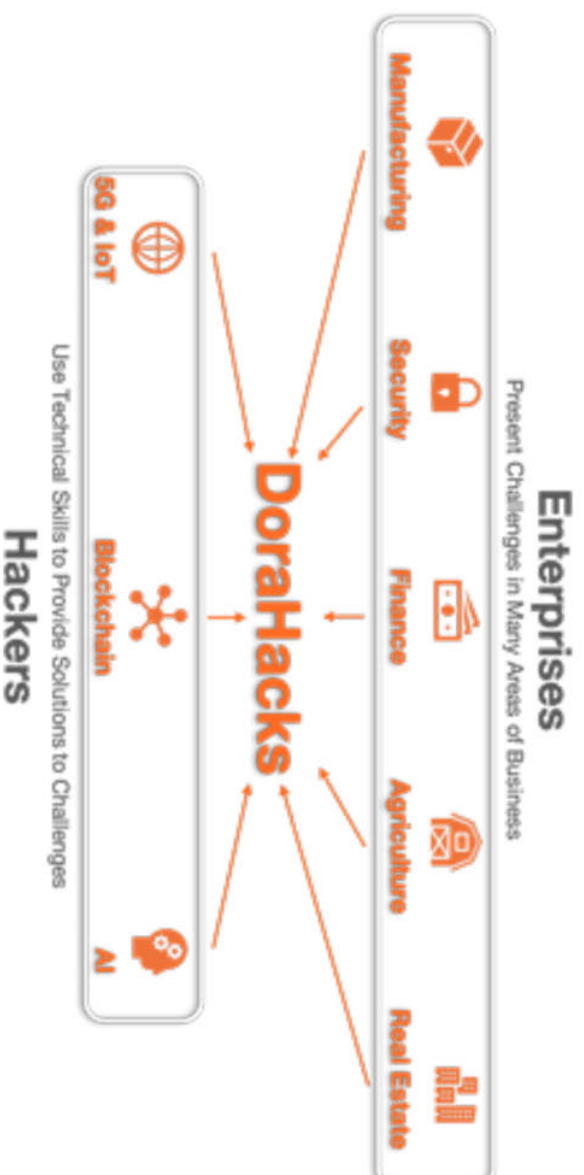 Enterprises
Present Challenges in Many Areas of Business
Manufacturing
Security
Finance
Agriculture
Real Estate
DoraHacks
5G & IoT
Blockchain
AI
Use Technical Skills to Provide Solutions to Challenges
Hackers